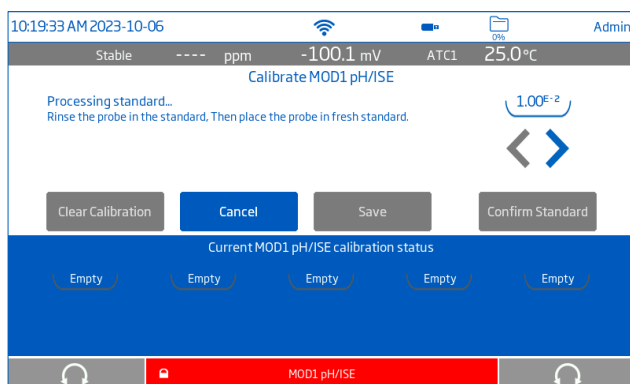 10:19:33 AM 2023-10-06 0% Admin
Stable ---- ppm -100.1 mV ATC1 25.0°C
Calibrate MOD1 pH/ISE
Processing standard...
Rinse the probe in the standard, Then place the probe in fresh standard.
1.00E-2
Clear Calibration Cancel Save Confirm Standard
Current MOD1 pH/ISE calibration status
Empty Empty Empty Empty Empty
MOD1 pH/ISE